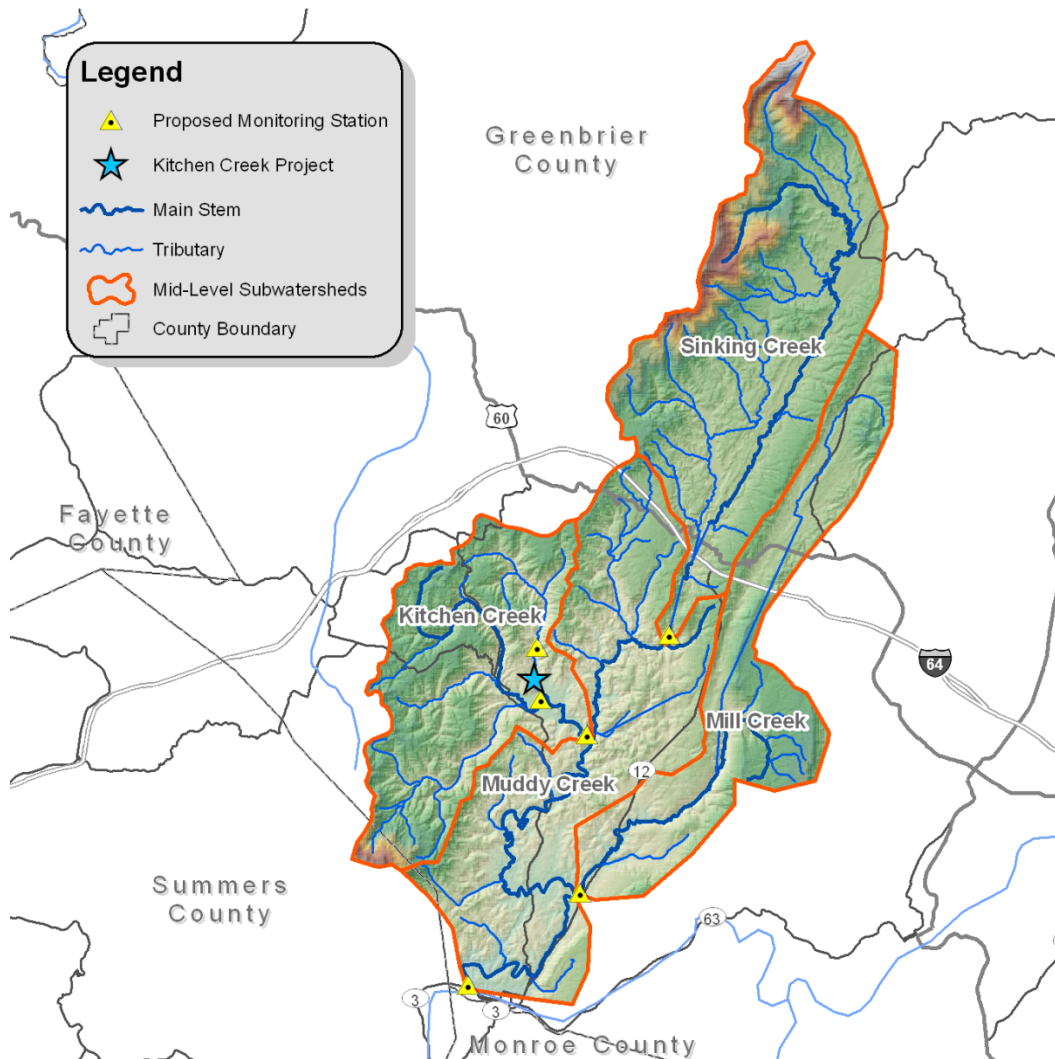 Legend
Proposed Monitoring Station
Kitchen Creek Project
Main Stem
Tributary
Mid-Level Subwatersheds
County Boundary
Greenbrier
County
Sinking Creek
60
Fayette
County
Kitchen Creek
64
Mill Creek
12
Muddy Creek
Summers
County
63
3
3
Monroe County